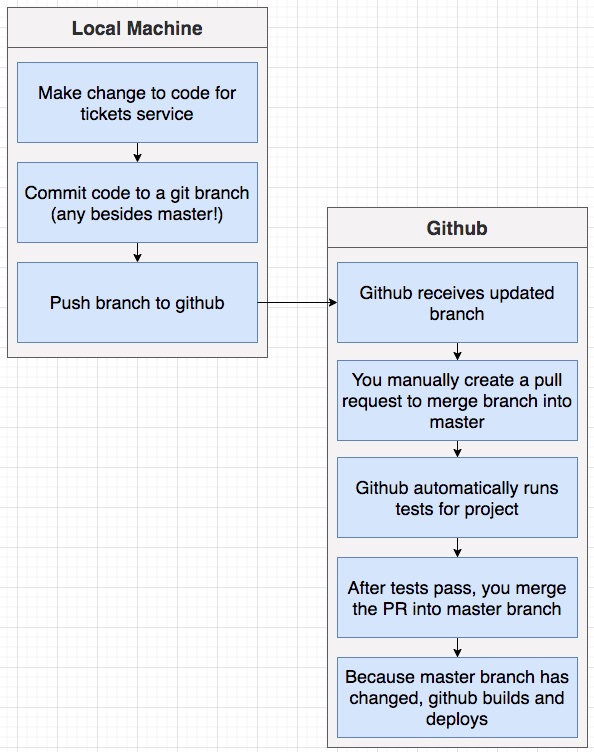 Local Machine
Make change to code for
tickets service
Commit code to a git branch
(any besides master!)
Push branch to github
Github
Github receives updated
branch
You manually create a pull
request to merge branch into
master
Github automatically runs
tests for project
After tests pass, you merge
the PR into master branch
Because master branch has
changed, github builds and
deploys